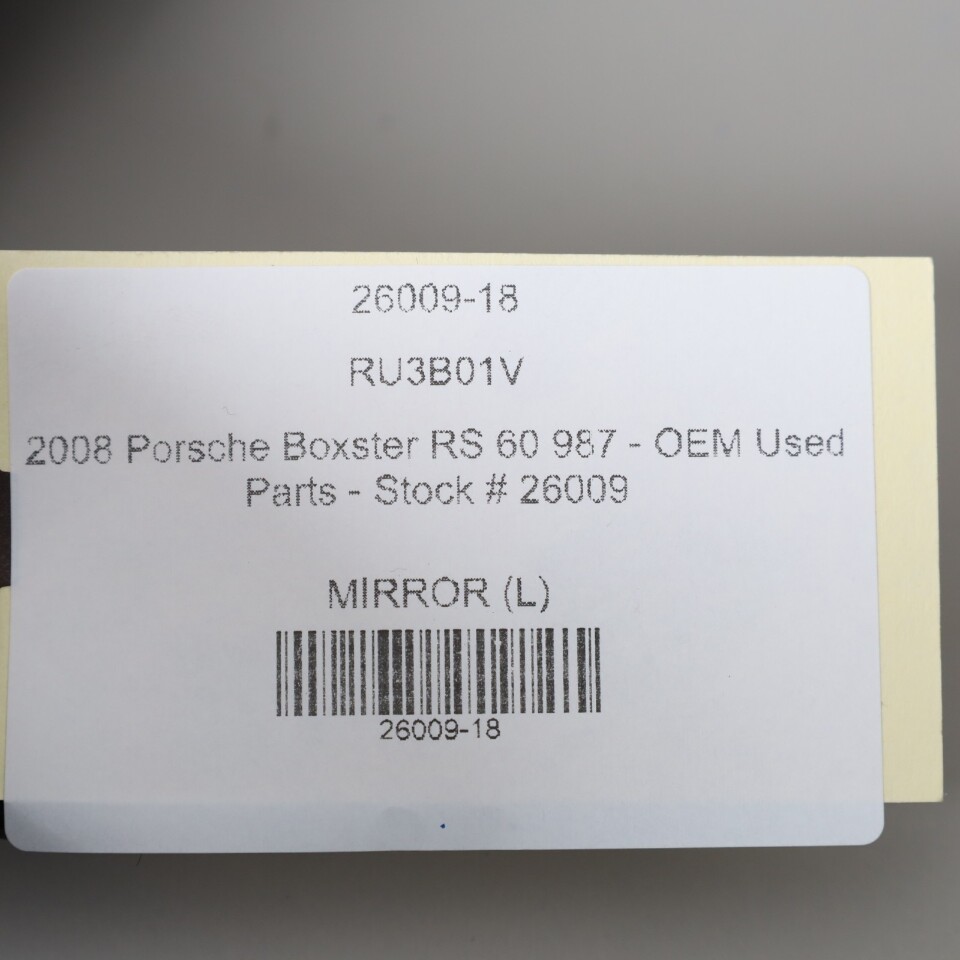 26009-18
RU3B01V
2008 Porsche Boxster RS 60 987 - OEM Used
Parts - Stock # 26009
MIRROR (L)
26009-18